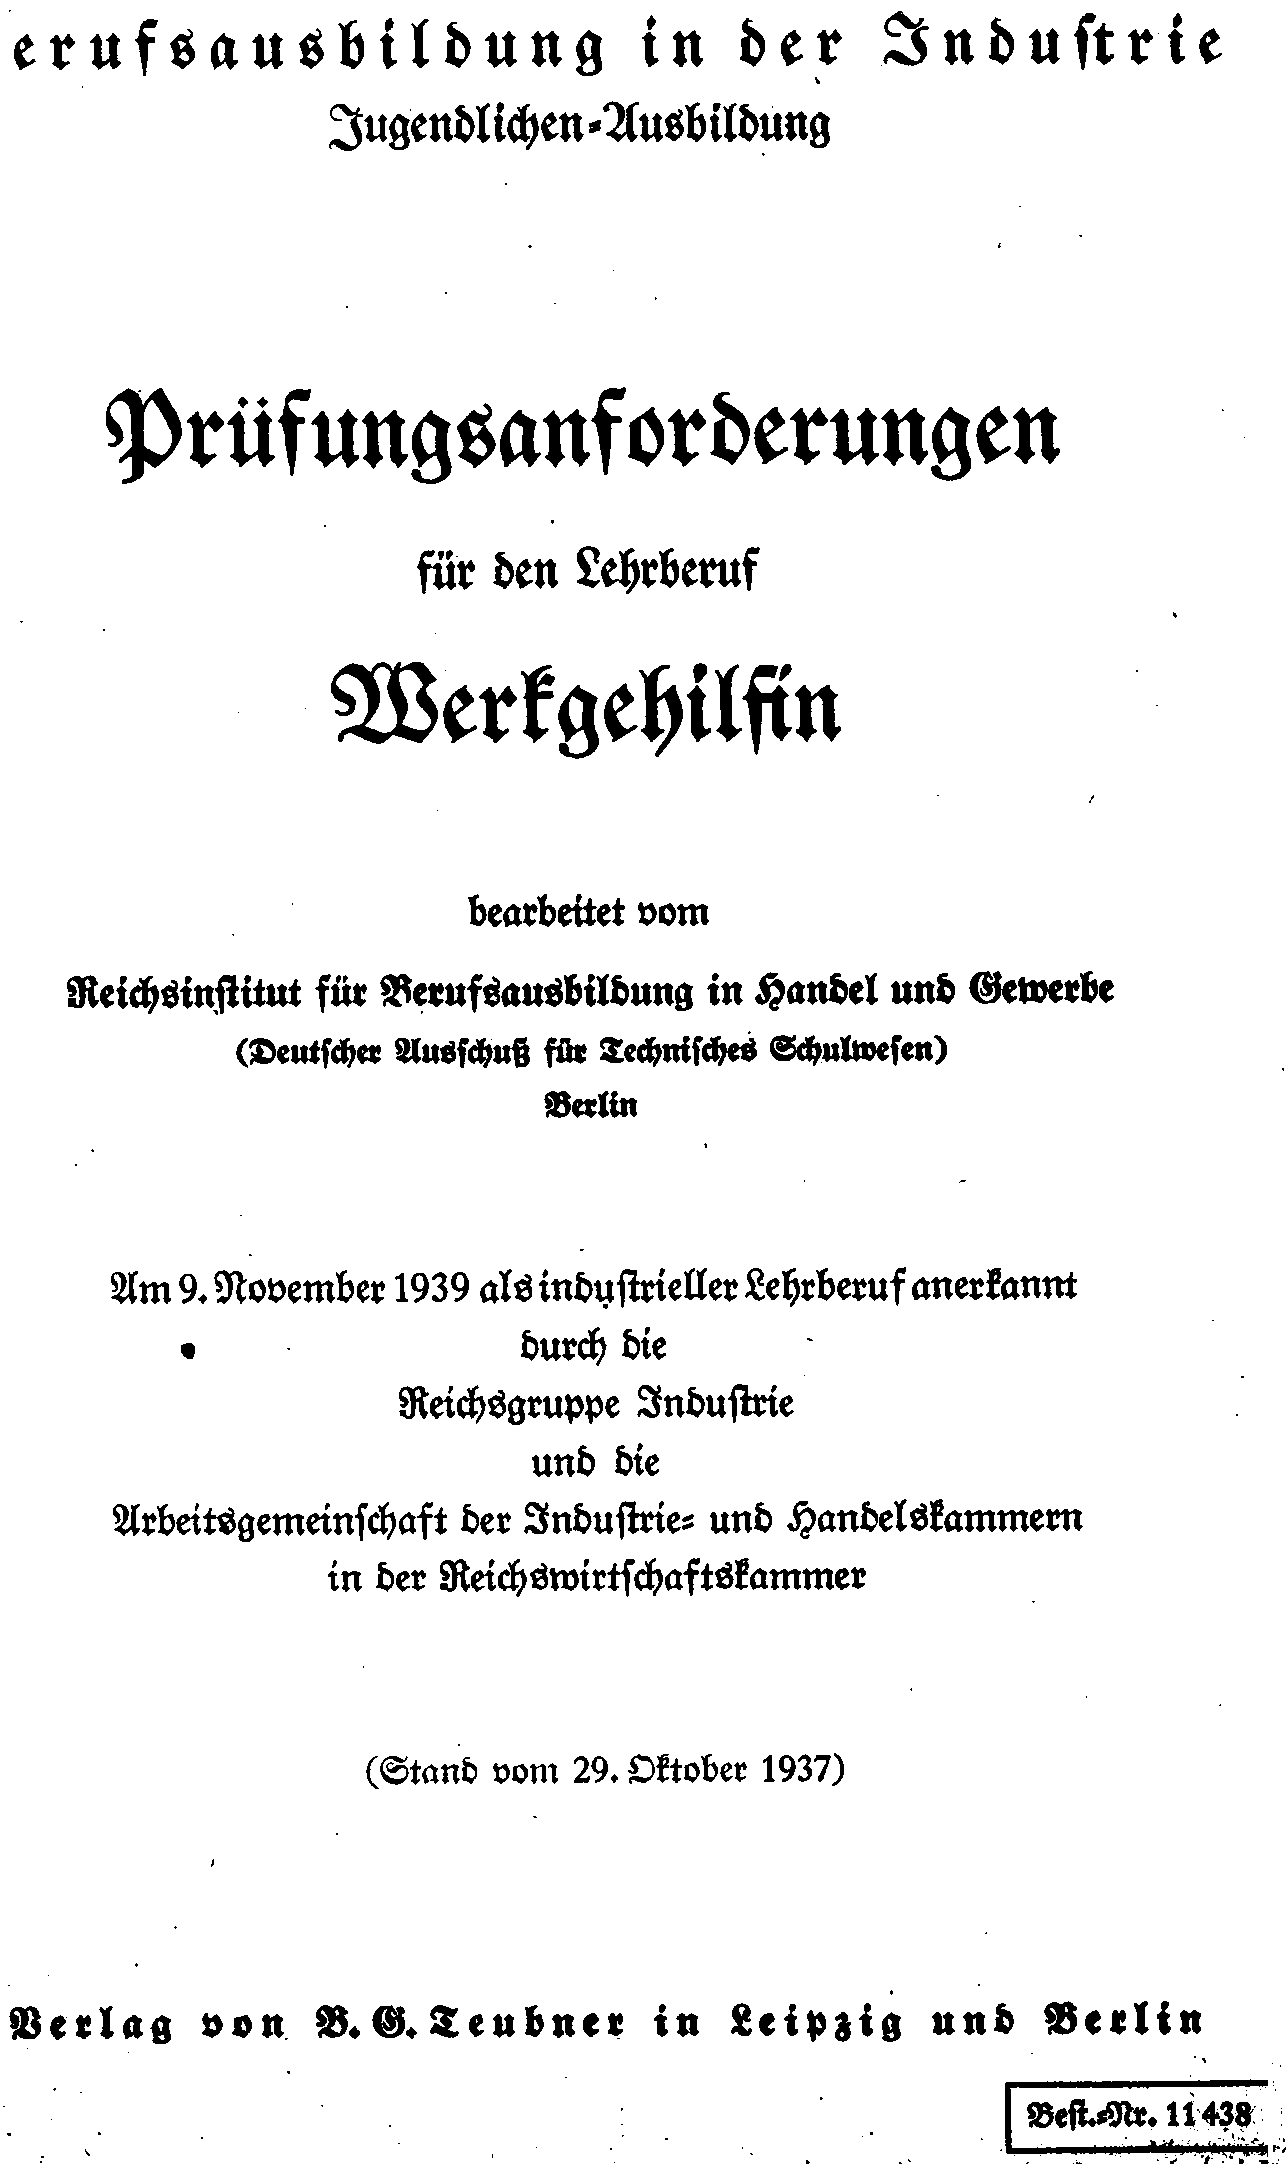 erufsausbildung in der Industrie
Jugendlichen-Ausbildung
Prüfungsanforderungen
für den Lehrberuf
Werkgehilfin
bearbeitet vom
Reichsinstitut für Berufsausbildung in Handel und Gewerbe
(Deutscher Ausschuß für Technisches Schulwesen)
Berlin
Am 9. November 1939 als industrieller Lehrberuf anerkannt
durch die
Reichsgruppe Industrie
und die
Arbeitsgemeinschaft der Industrie- und Handelskammern
in der Reichswirtschaftskammer
(Stand vom 29. Oktober 1937)
Verlag von B. G. Teubner in Leipzig und Berlin
Best.-Nr. 11438